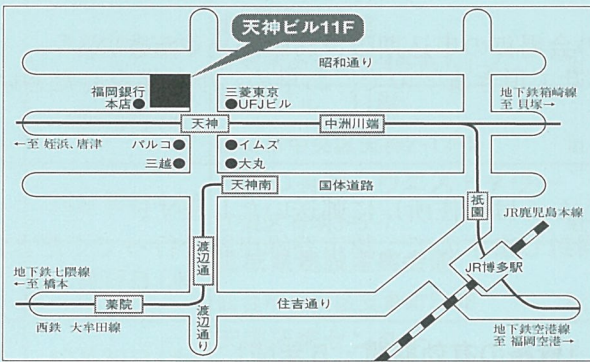 天神ビル11F
昭和通り
福岡銀行
本店●
三菱東京
●UFJビル
地下鉄箱崎線
至 貝塚→
天神
中洲川端
←至 姪浜、唐津
パルコ●
●イムズ
三越●
●大丸
天神南
国体道路
祇園
JR鹿児島本線
渡辺通
JR博多駅
地下鉄七隈線
←至 橋本
薬院
渡辺通り
住吉通り
西鉄 大牟田線
地下鉄空港線
至 福岡空港→